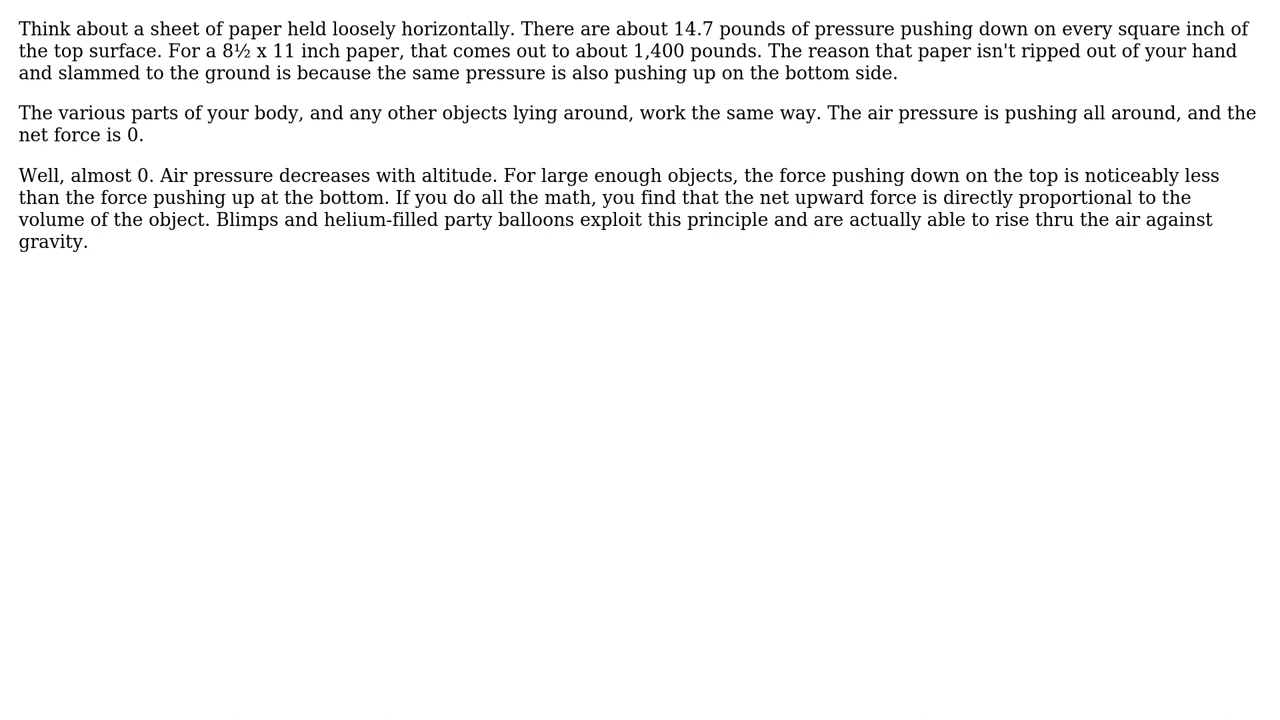 Think about a sheet of paper held loosely horizontally. There are about 14.7 pounds of pressure pushing down on every square inch of
the top surface. For a 8½ x 11 inch paper, that comes out to about 1,400 pounds. The reason that paper isn't ripped out of your hand
and slammed to the ground is because the same pressure is also pushing up on the bottom side.
The various parts of your body, and any other objects lying around, work the same way. The air pressure is pushing all around, and the
net force is 0.
Well, almost 0. Air pressure decreases with altitude. For large enough objects, the force pushing down on the top is noticeably less
than the force pushing up at the bottom. If you do all the math, you find that the net upward force is directly proportional to the
volume of the object. Blimps and helium-filled party balloons exploit this principle and are actually able to rise thru the air against
gravity.